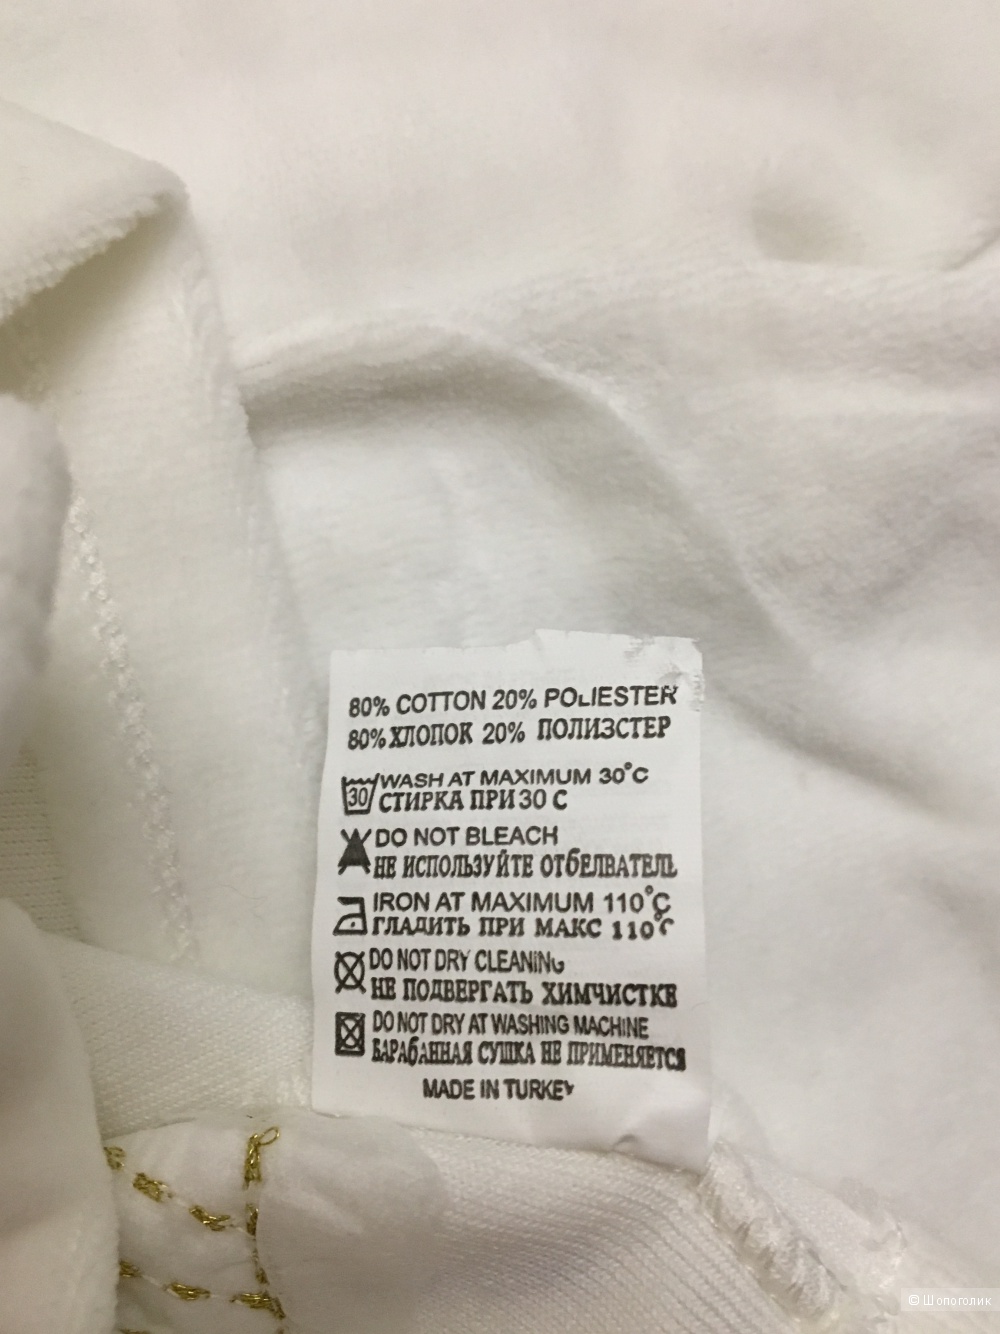 80% COTTON 20% POLIESTER
80% ХЛОПОК 20% ПОЛИЗСТЕР
30 WASH AT MAXIMUM 30°C
СТИРКА ПРИ 30 С
DO NOT BLEACH
НЕ ИСПОЛЬЗУЙТЕ ОТбЕЛВАТЕЛЬ
IRON AT MAXIMUM 110°C
ГЛАДИТЬ ПРИ МАКС 110°C
DO NOT DRY CLEANING
НЕ ПОДВЕРГАТЬ ХИМЧИСТКЕ
DO NOT DRY AT WASHING MACHINE
БАРАбАННАЯ СУШКА НЕ ПРИМЕНЯЕТСЯ
MADE IN TURKEY
© Шопоголик